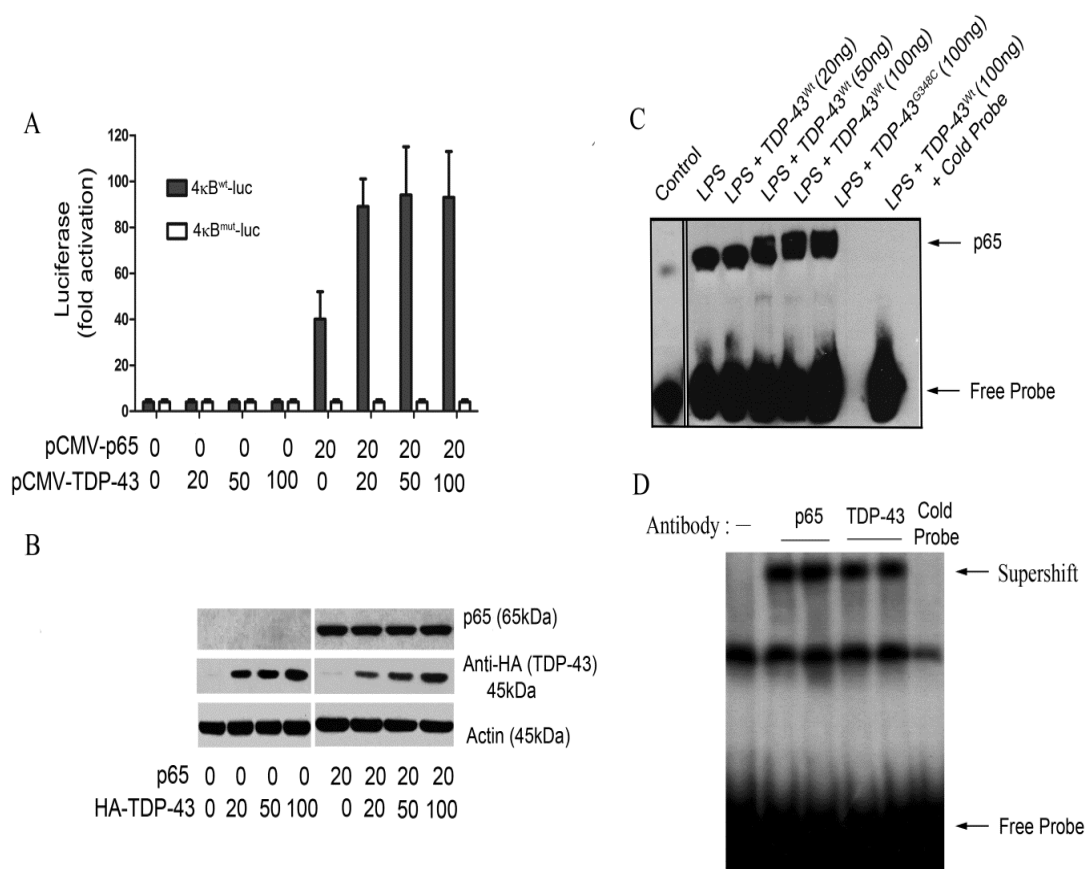 A
Luciferase
(fold activation)
120
100
80
60
40
20
0
4κBwt-luc
4κBmut-luc
pCMV-p65 0 0 0 0 20 20 20 20
pCMV-TDP-43 0 20 50 100 0 20 50 100
B
p65 (65kDa)
Anti-HA (TDP-43)
45kDa
Actin (45kDa)
p65 0 0 0 0 20 20 20 20
HA-TDP-43 0 20 50 100 0 20 50 100
C
Control
LPS
LPS + TDP-43Wt (20ng)
LPS + TDP-43Wt (50ng)
LPS + TDP-43Wt (100ng)
LPS + TDP-43G348C (100ng)
LPS + TDP-43Wt (100ng)
+ Cold Probe
p65
Free Probe
D
Antibody : – p65 TDP-43 Cold
Probe
Supershift
Free Probe